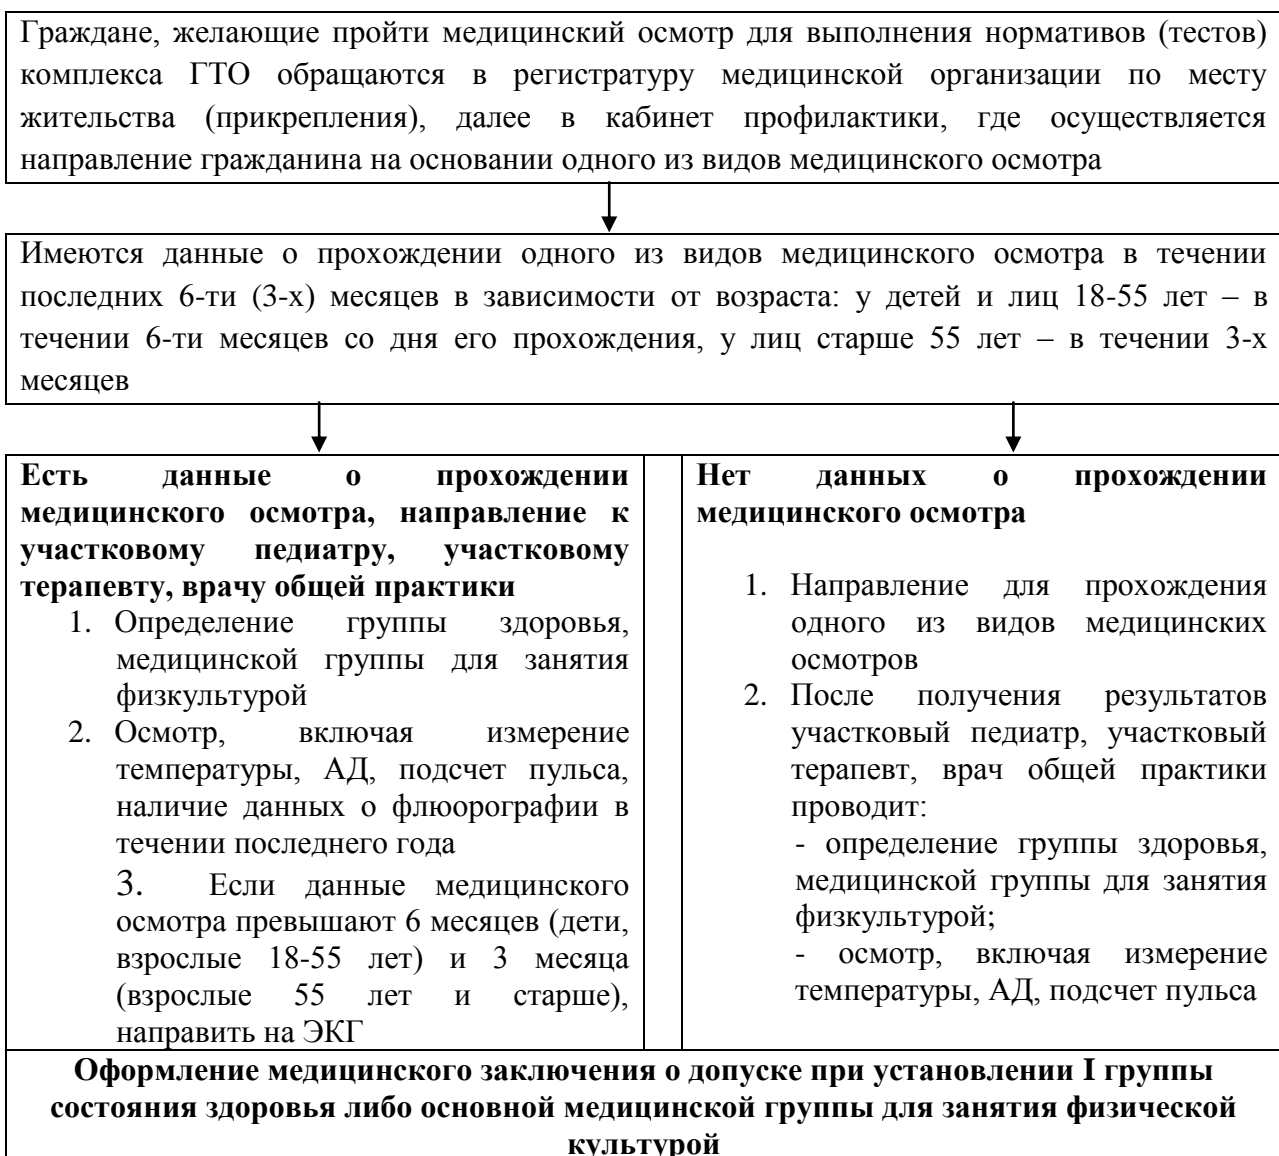 Граждане, желающие пройти медицинский осмотр для выполнения нормативов (тестов)
комплекса ГТО обращаются в регистратуру медицинской организации по месту
жительства (прикрепления), далее в кабинет профилактики, где осуществляется
направление гражданина на основании одного из видов медицинского осмотра
Имеются данные о прохождении одного из видов медицинского осмотра в течении
последних 6-ти (3-х) месяцев в зависимости от возраста: у детей и лиц 18-55 лет – в
течении 6-ти месяцев со дня его прохождения, у лиц старше 55 лет – в течении 3-х
месяцев
Есть данные о прохождении
медицинского осмотра, направление к
участковому педиатру, участковому
терапевту, врачу общей практики
1. Определение группы здоровья,
медицинской группы для занятия
физкультурой
2. Осмотр, включая измерение
температуры, АД, подсчет пульса,
наличие данных о флюорографии в
течении последнего года
3. Если данные медицинского
осмотра превышают 6 месяцев (дети,
взрослые 18-55 лет) и 3 месяца
(взрослые 55 лет и старше),
направить на ЭКГ
Нет данных о прохождении
медицинского осмотра
1. Направление для прохождения
одного из видов медицинских
осмотров
2. После получения результатов
участковый педиатр, участковый
терапевт, врач общей практики
проводит:
- определение группы здоровья,
медицинской группы для занятия
физкультурой;
- осмотр, включая измерение
температуры, АД, подсчет пульса
Оформление медицинского заключения о допуске при установлении I группы
состояния здоровья либо основной медицинской группы для занятия физической
культурой